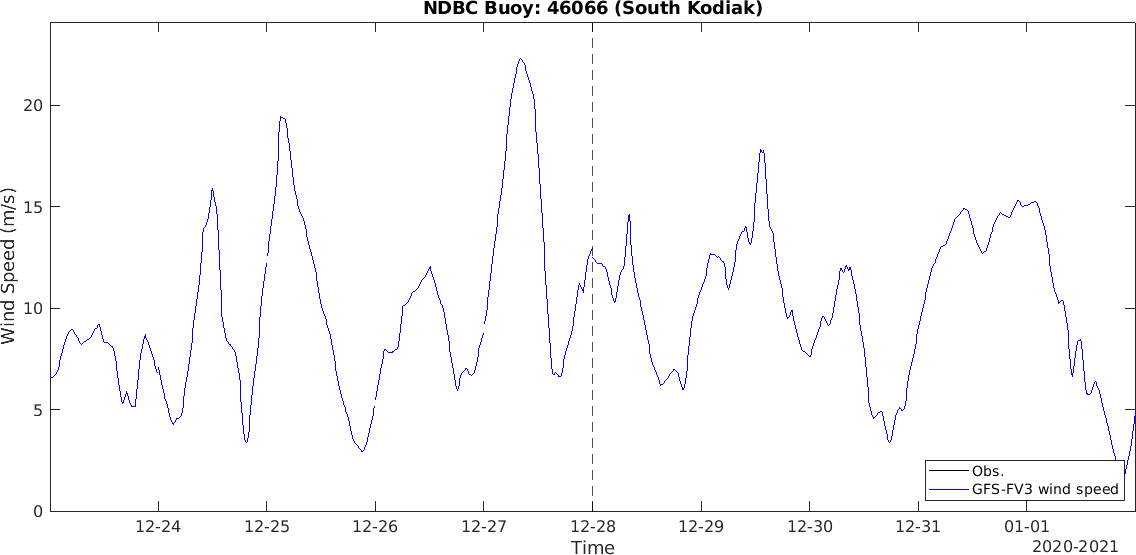 NDBC Buoy: 46066 (South Kodiak)
Wind Speed (m/s)
20
15
10
5
0
Obs.
GFS-FV3 wind speed
12-24 12-25 12-26 12-27 12-28 12-29 12-30 12-31 01-01
Time
2020-2021